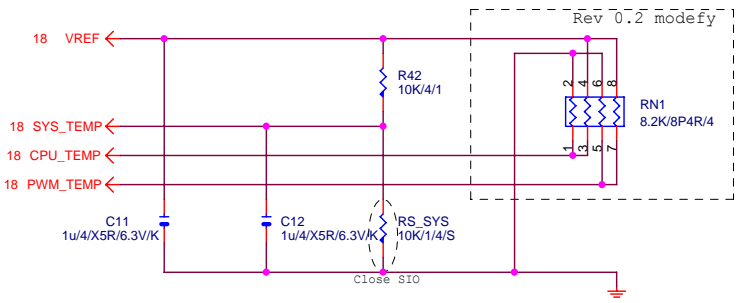 Rev 0.2 modefy
18 VREF
R42
10K/4/1
2 4 6 8
RN1
8.2K/8P4R/4
18 SYS_TEMP
1 3 5 7
18 CPU_TEMP
18 PWM_TEMP
C11
1u/4/X5R/6.3V/K
C12
1u/4/X5R/6.3V/K
RS_SYS
10K/1/4/S
Close SIO